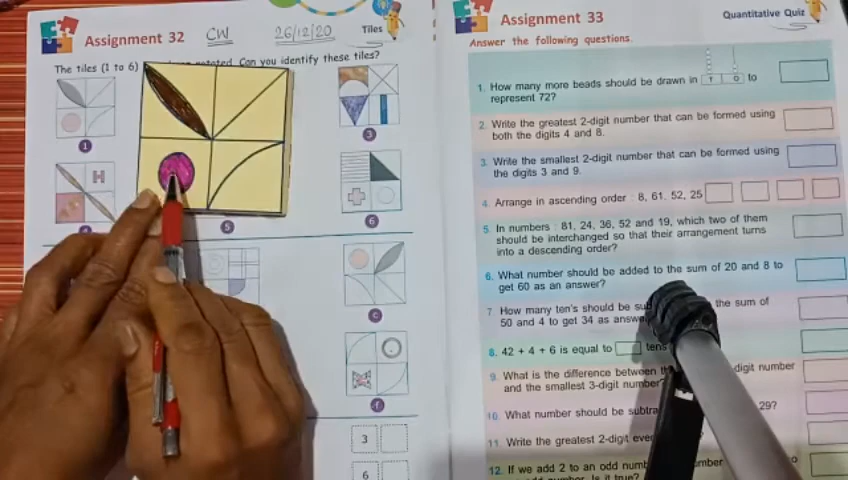 Assignment 32
CW
26/12/20
Tiles
The tiles (1 to 6)
rotated. Can you identify these tiles?
1
3
H
5
6
c
f
3
6
Assignment 33
Quantitative Quiz
Answer the following questions.
1. How many more beads should be drawn in T O to
represent 72?
2. Write the greatest 2-digit number that can be formed using
both the digits 4 and 8.
3. Write the smallest 2-digit number that can be formed using
the digits 3 and 9.
4. Arrange in ascending order : 8, 61, 52, 25
5. In numbers : 81, 24, 36, 52 and 19, which two of them
should be interchanged so that their arrangement turns
into a descending order?
6. What number should be added to the sum of 20 and 8 to
get 60 as an answer?
7 How many ten's should be su the sum of
50 and 4 to get 34 as answe
8. 42 + 4 + 6 is equal to tens
9. What is the difference between th digit number
and the smallest 3-digit number?
10. What number should be subtra 29?
11. Write the greatest 2-digit eve
12. If we add 2 to an odd numb mber
Is it true?